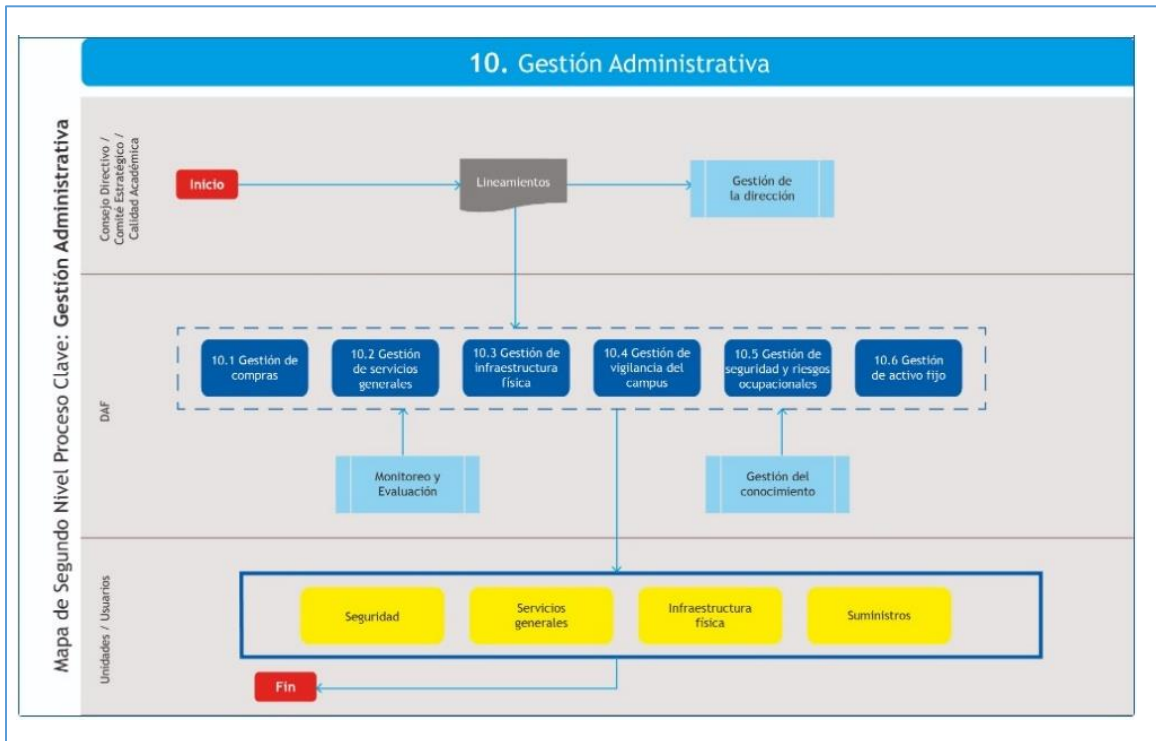 10. Gestión Administrativa
Mapa de Segundo Nivel Proceso Clave: Gestión Administrativa
Consejo Directivo /
Comité Estratégico /
Calidad Académica
Inicio
Lineamientos
Gestión de
la dirección
DAF
10.1 Gestión de
compras
10.2 Gestión
de servicios
generales
10.3 Gestión de
infraestructura
física
10.4 Gestión de
vigilancia del
campus
10.5 Gestión de
seguridad y riesgos
ocupacionales
10.6 Gestión
de activo fijo
Monitoreo y
Evaluación
Gestión del
conocimiento
Unidades / Usuarios
Seguridad
Servicios
generales
Infraestructura
física
Suministros
Fin